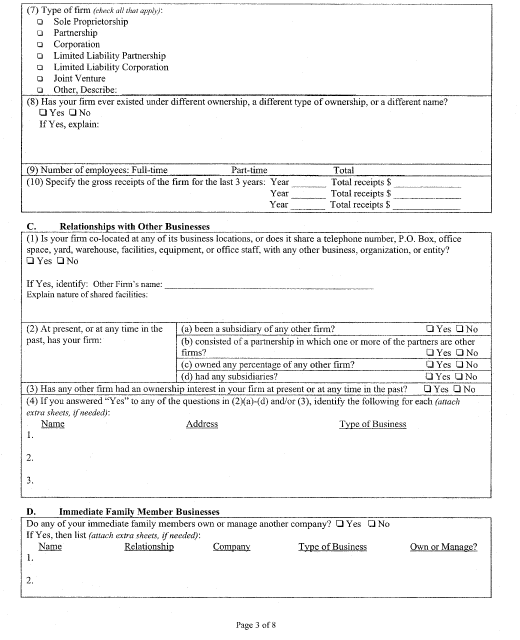 (7) Type of firm (check all that apply):
❑ Sole Proprietorship
❑ Partnership
❑ Corporation
❑ Limited Liability Partnership
❑ Limited Liability Corporation
❑ Joint Venture
❑ Other, Describe:
(8) Has your firm ever existed under different ownership, a different type of ownership, or a different name?
❑ Yes ❑ No
If Yes, explain:
(9) Number of employees: Full-time Part-time Total
(10) Specify the gross receipts of the firm for the last 3 years: Year ______ Total receipts $ ______
Year ______ Total receipts $ ______
Year ______ Total receipts $ ______
C. Relationships with Other Businesses
(1) Is your firm co-located at any of its business locations, or does it share a telephone number, P.O. Box, office
space, yard, warehouse, facilities, equipment, or office staff, with any other business, organization, or entity?
❑ Yes ❑ No
If Yes, identify: Other Firm's name: ______
Explain nature of shared facilities:
(2) At present, or at any time in the
past, has your firm:
(a) been a subsidiary of any other firm? ❑ Yes ❑ No
(b) consisted of a partnership in which one or more of the partners are other
firms? ❑ Yes ❑ No
(c) owned any percentage of any other firm? ❑ Yes ❑ No
(d) had any subsidiaries? ❑ Yes ❑ No
(3) Has any other firm had an ownership interest in your firm at present or at any time in the past? ❑ Yes ❑ No
(4) If you answered "Yes" to any of the questions in (2)(a)-(d) and/or (3), identify the following for each (attach
extra sheets, if needed):
Name Address Type of Business
1.
2.
3.
D. Immediate Family Member Businesses
Do any of your immediate family members own or manage another company? ❑ Yes ❑ No
If Yes, then list (attach extra sheets, if needed):
Name Relationship Company Type of Business Own or Manage?
1.
2.
Page 3 of 8